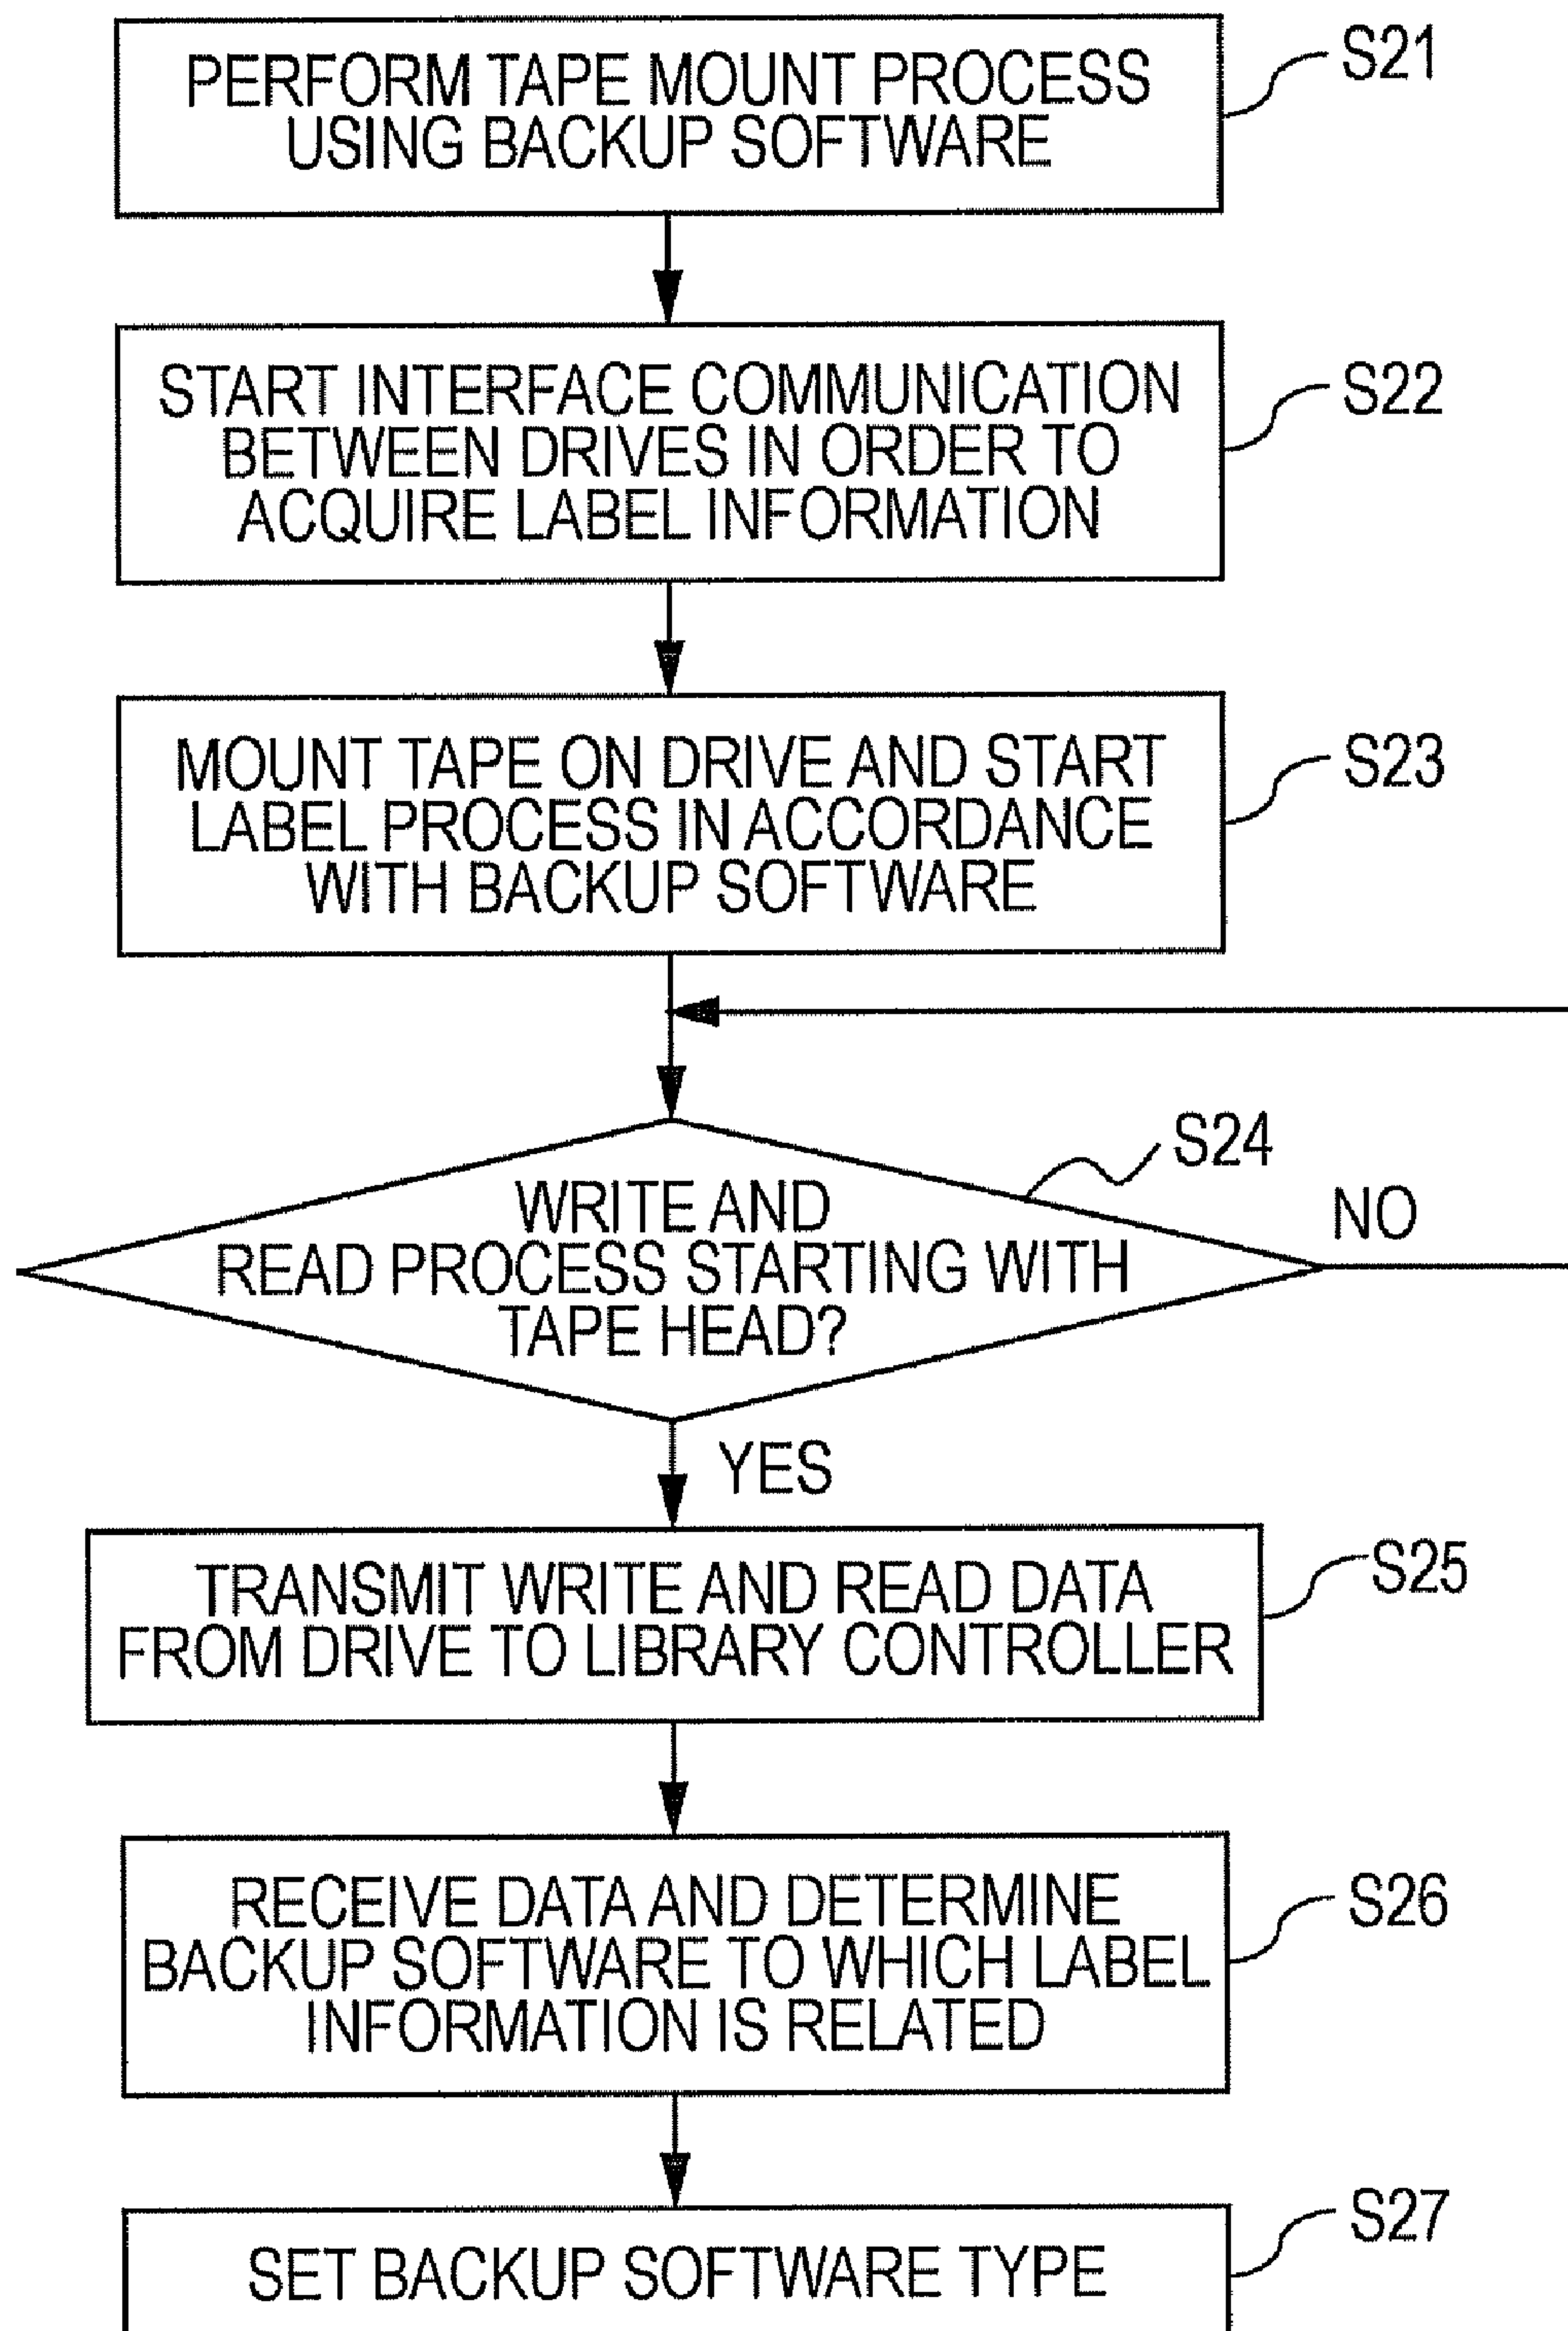 PERFORM TAPE MOUNT PROCESS
USING BACKUP SOFTWARE
S21
START INTERFACE COMMUNICATION
BETWEEN DRIVES IN ORDER TO
ACQUIRE LABEL INFORMATION
S22
MOUNT TAPE ON DRIVE AND START
LABEL PROCESS IN ACCORDANCE
WITH BACKUP SOFTWARE
S23
S24
WRITE AND
READ PROCESS STARTING WITH
TAPE HEAD?
NO
YES
TRANSMIT WRITE AND READ DATA
FROM DRIVE TO LIBRARY CONTROLLER
S25
RECEIVE DATA AND DETERMINE
BACKUP SOFTWARE TO WHICH LABEL
INFORMATION IS RELATED
S26
SET BACKUP SOFTWARE TYPE
S27